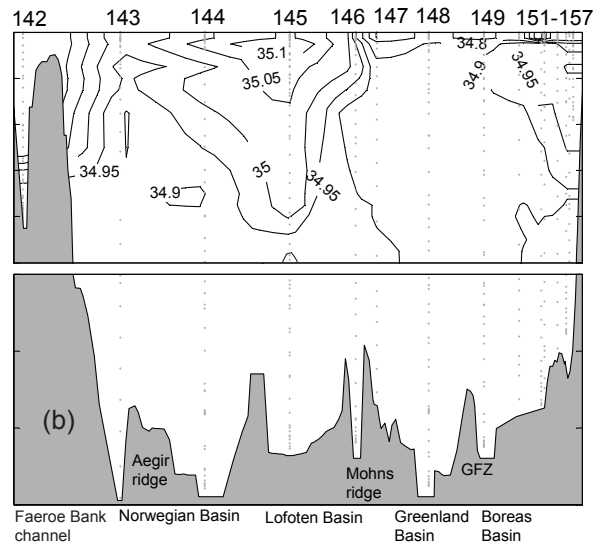 142 143 144 145 146 147 148 149 151-157
35.1
34.8
35.05
34.9
34.95
34.95
35
34.95
34.9
(b)
Aegir
ridge
Mohns
ridge
GFZ
Faeroe Bank
channel
Norwegian Basin
Lofoten Basin
Greenland
Basin
Boreas
Basin